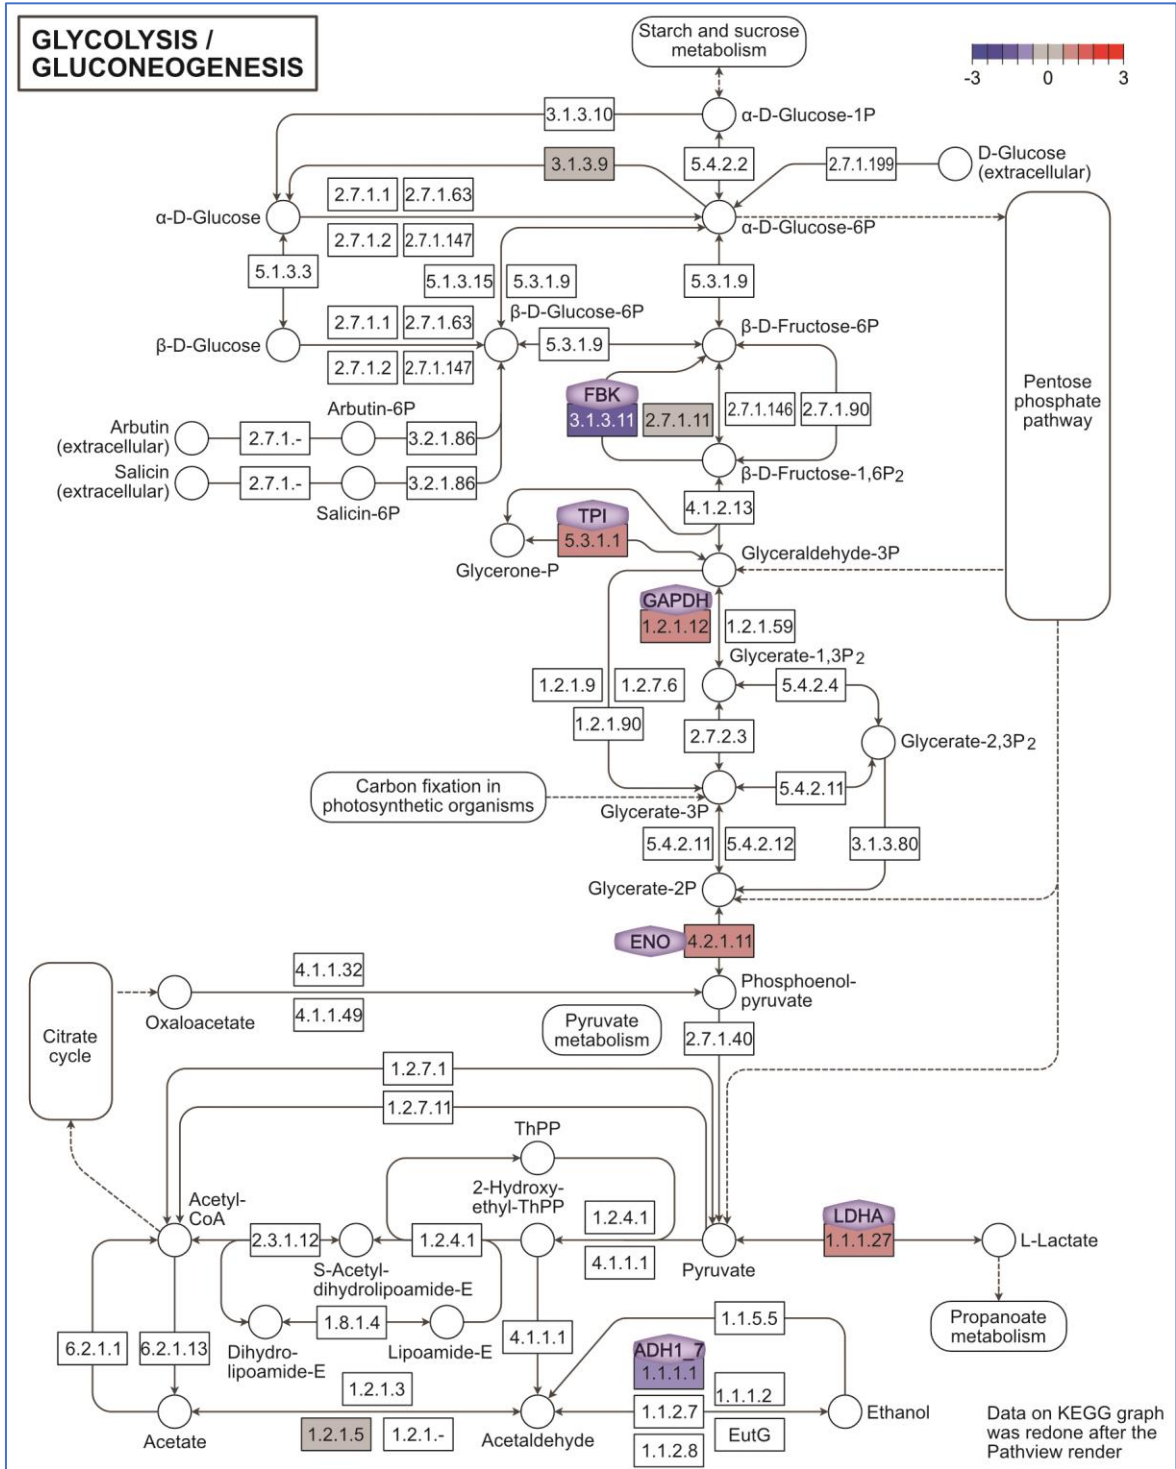 GLYCOLYSIS /
GLUCONEOGENESIS
Starch and sucrose
metabolism
-3 0 3
3.1.3.10
α-D-Glucose-1P
3.1.3.9
5.4.2.2
2.7.1.199
D-Glucose
(extracellular)
2.7.1.1 2.7.1.63
α-D-Glucose
α-D-Glucose-6P
2.7.1.2 2.7.1.147
5.1.3.3
5.1.3.15 5.3.1.9
5.3.1.9
β-D-Glucose-6P
2.7.1.1 2.7.1.63
β-D-Fructose-6P
β-D-Glucose
5.3.1.9
2.7.1.2 2.7.1.147
Pentose
phosphate
pathway
FBK
3.1.3.11
2.7.1.11
2.7.1.146 2.7.1.90
Arbutin-6P
Arbutin
(extracellular)
2.7.1.-
3.2.1.86
Salicin
(extracellular)
2.7.1.-
3.2.1.86
Salicin-6P
β-D-Fructose-1,6P2
4.1.2.13
TPI
5.3.1.1
Glycerone-P
Glyceraldehyde-3P
GAPDH
1.2.1.12
1.2.1.59
Glycerate-1,3P2
1.2.1.9 1.2.7.6
5.4.2.4
1.2.1.90
2.7.2.3
Glycerate-2,3P2
Carbon fixation in
photosynthetic organisms
5.4.2.11
Glycerate-3P
5.4.2.11 5.4.2.12
3.1.3.80
Glycerate-2P
ENO
4.2.1.11
4.1.1.32
Oxaloacetate
4.1.1.49
Phosphoenol-
pyruvate
Citrate
cycle
Pyruvate
metabolism
2.7.1.40
1.2.7.1
1.2.7.11
ThPP
2-Hydroxy-
ethyl-ThPP
Acetyl-
CoA
1.2.4.1
LDHA
2.3.1.12
1.2.4.1
1.1.1.27
L-Lactate
S-Acetyl-
dihydrolipoamide-E
4.1.1.1
Pyruvate
1.8.1.4
Propanoate
metabolism
6.2.1.1 6.2.1.13
Dihydro-
lipoamide-E
Lipoamide-E
4.1.1.1
1.1.5.5
ADH1_7
1.1.1.1
1.2.1.3
1.1.1.2
1.1.2.7
Ethanol
Acetate
1.2.1.5 1.2.1.-
Acetaldehyde
1.1.2.8
EutG
Data on KEGG graph
was redone after the
Pathview render